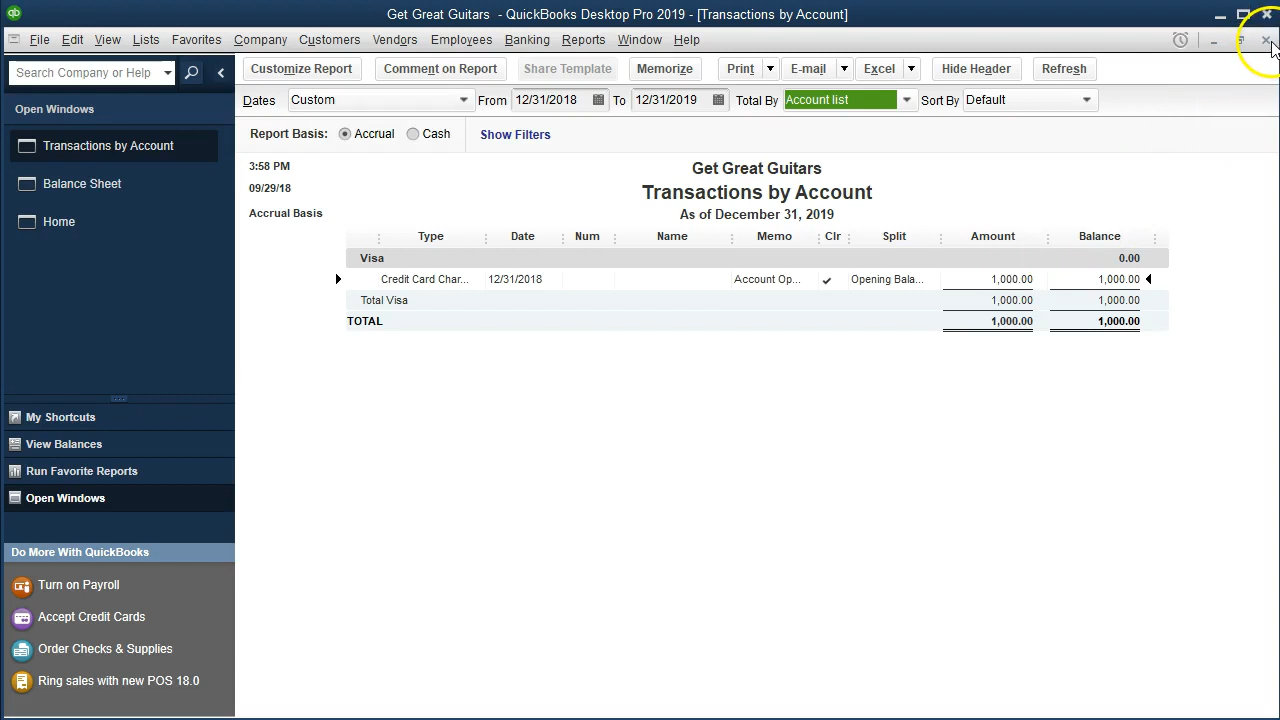 Get Great Guitars - QuickBooks Desktop Pro 2019 - [Transactions by Account]
File Edit View Lists Favorites Company Customers Vendors Employees Banking Reports Window Help
Search Company or Help
Customize Report Comment on Report Share Template Memorize Print E-mail Excel Hide Header Refresh
Open Windows
Dates Custom From 12/31/2018 To 12/31/2019 Total By Account list Sort By Default
Report Basis: Accrual Cash Show Filters
Transactions by Account
Balance Sheet
Home
3:58 PM
09/29/18
Accrual Basis
Get Great Guitars
Transactions by Account
As of December 31, 2019
Type Date Num Name Memo Clr Split Amount Balance
Visa 0.00
Credit Card Char... 12/31/2018 Account Op... ✓ Opening Bala... 1,000.00 1,000.00
Total Visa 1,000.00 1,000.00
TOTAL 1,000.00 1,000.00
My Shortcuts
View Balances
Run Favorite Reports
Open Windows
Do More With QuickBooks
Turn on Payroll
Accept Credit Cards
Order Checks & Supplies
Ring sales with new POS 18.0